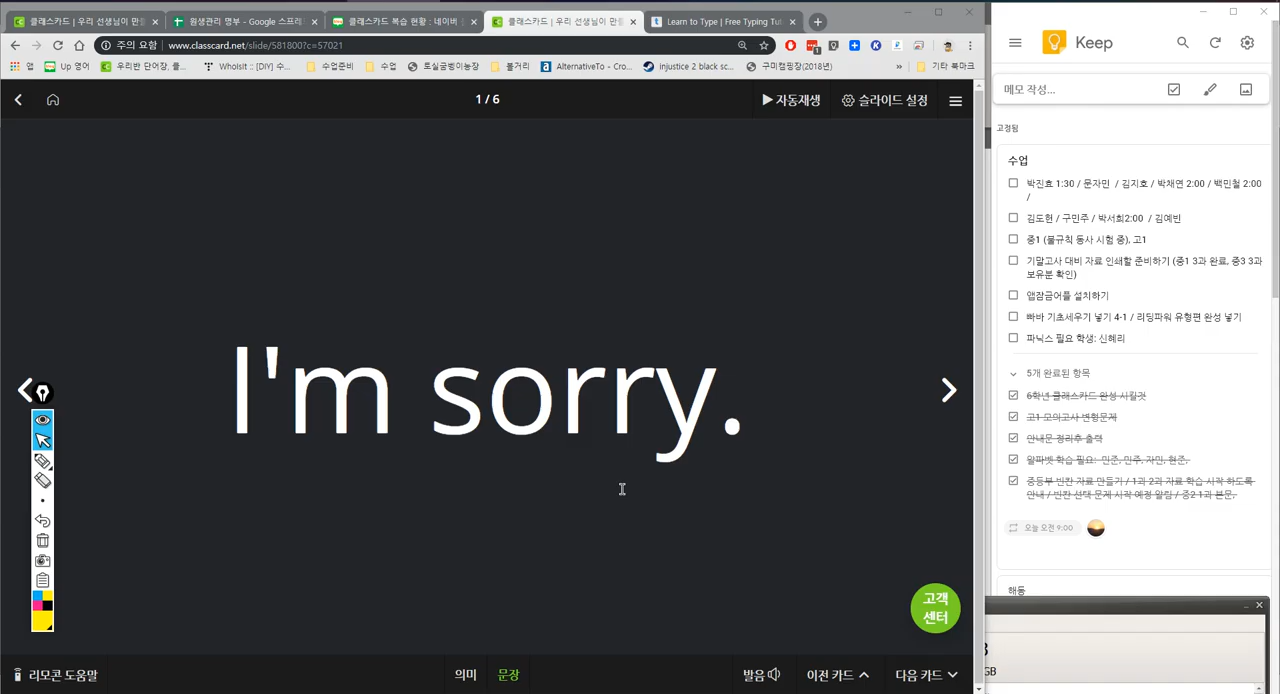 클래스카드 | 우리 선생님이 만들
원생관리 명부 - Google 스프레
클래스카드 복습 현황 : 네이버
클래스카드 | 우리 선생님이 만들
Learn to Type | Free Typing Tut
주의 요함 | www.classcard.net/slide/581800?c=57021
앱
Up 영어
우리반 단어장, 플...
WhoisIt :: [DIY] 수...
수업준비
수업
토실굼벵이농장
볼거리
AlternativeTo - Cro...
injustice 2 black sc...
구미캠핑장(2018년)
»
기타 북마크
1 / 6
자동재생
슬라이드 설정
I'm sorry.
고객
센터
리모콘 도움말
의미
문장
발음
이전 카드
다음 카드
Keep
메모 작성...
고정됨
수업
박진효 1:30 / 문자민 / 김지호 / 박채연 2:00 / 백민철 2:00
/
김도현 / 구민주 / 박서희2:00 / 김예빈
중1 (불규칙 동사 시험 중), 고1
기말고사 대비 자료 인쇄할 준비하기 (중1 3과 완료, 중3 3과
보유분 확인)
앱잠금어플 설치하기
빠바 기초세우기 넣기 4-1 / 리딩파워 유형편 완성 넣기
파닉스 필요 학생: 신혜리
5개 완료된 항목
6학년 클래스카드 완성 시킬것
고1 모의고사 변형문제
안내문 정리후 출력
알파벳 학습 필요: 민준, 민주, 자민, 현준,
중등부 빈칸 자료 만들기 / 1과 2과 자료 학습 시작 하도록
안내 / 빈칸 선택 문제 시작 예정 알림 / 중2 1과 본문,
오늘 오전 9:00
해동
GB